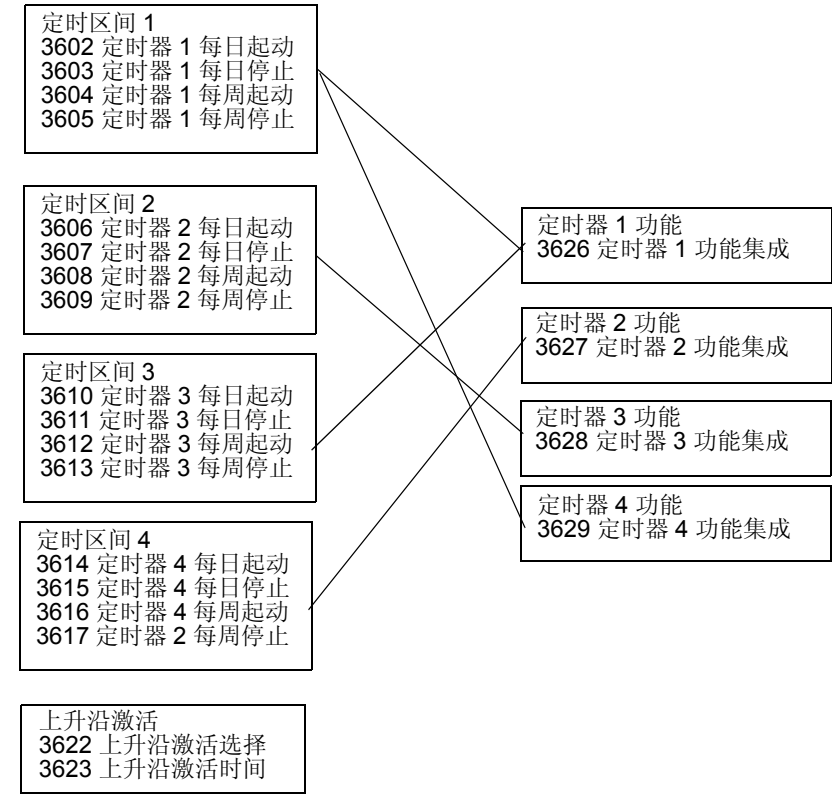 定时区间 1
3602 定时器 1 每日起动
3603 定时器 1 每日停止
3604 定时器 1 每周起动
3605 定时器 1 每周停止
定时区间 2
3606 定时器 2 每日起动
3607 定时器 2 每日停止
3608 定时器 2 每周起动
3609 定时器 2 每周停止
定时区间 3
3610 定时器 3 每日起动
3611 定时器 3 每日停止
3612 定时器 3 每周起动
3613 定时器 3 每周停止
定时区间 4
3614 定时器 4 每日起动
3615 定时器 4 每日停止
3616 定时器 4 每周起动
3617 定时器 2 每周停止
上升沿激活
3622 上升沿激活选择
3623 上升沿激活时间
定时器 1 功能
3626 定时器 1 功能集成
定时器 2 功能
3627 定时器 2 功能集成
定时器 3 功能
3628 定时器 3 功能集成
定时器 4 功能
3629 定时器 4 功能集成